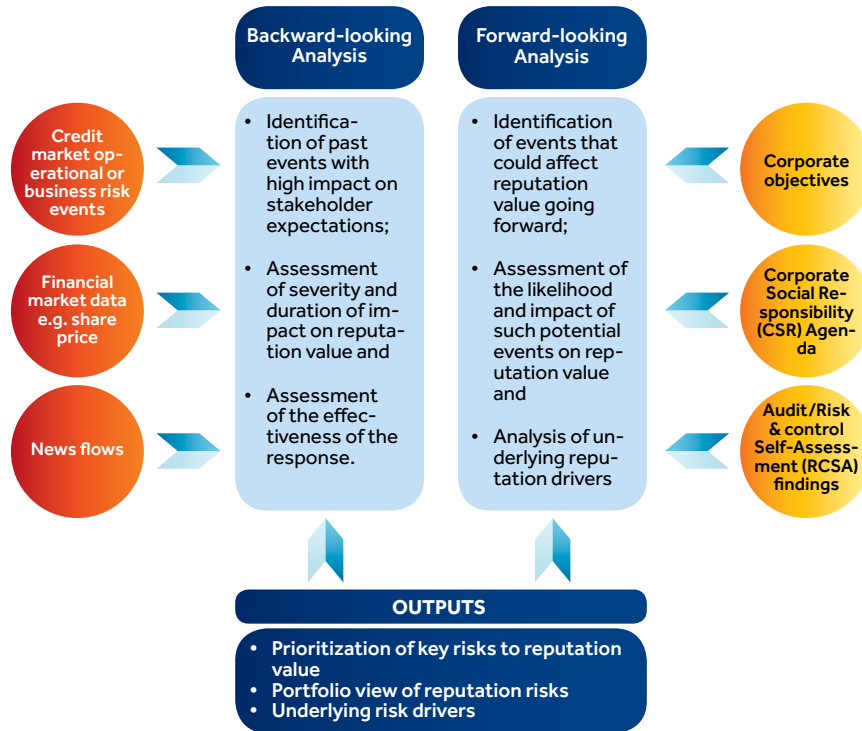 Backward-looking
Analysis
Forward-looking
Analysis
Credit
market op-
erational or
business risk
events
Financial
market data
e.g. share
price
News flows
• Identifica-
tion of past
events with
high impact on
stakeholder
expectations;
• Assessment
of severity and
duration of im-
pact on reputa-
tion value and
• Assessment
of the effec-
tiveness of the
response.
• Identification
of events that
could affect
reputation
value going
forward;
• Assessment of
the likelihood
and impact of
such potential
events on rep-
utation value
and
• Analysis of un-
derlying repu-
tation drivers
Corporate
objectives
Corporate
Social Re-
sponsibility
(CSR) Agen-
da
Audit/Risk
& control
Self-Assess-
ment (RCSA)
findings
OUTPUTS
• Prioritization of key risks to reputation
value
• Portfolio view of reputation risks
• Underlying risk drivers